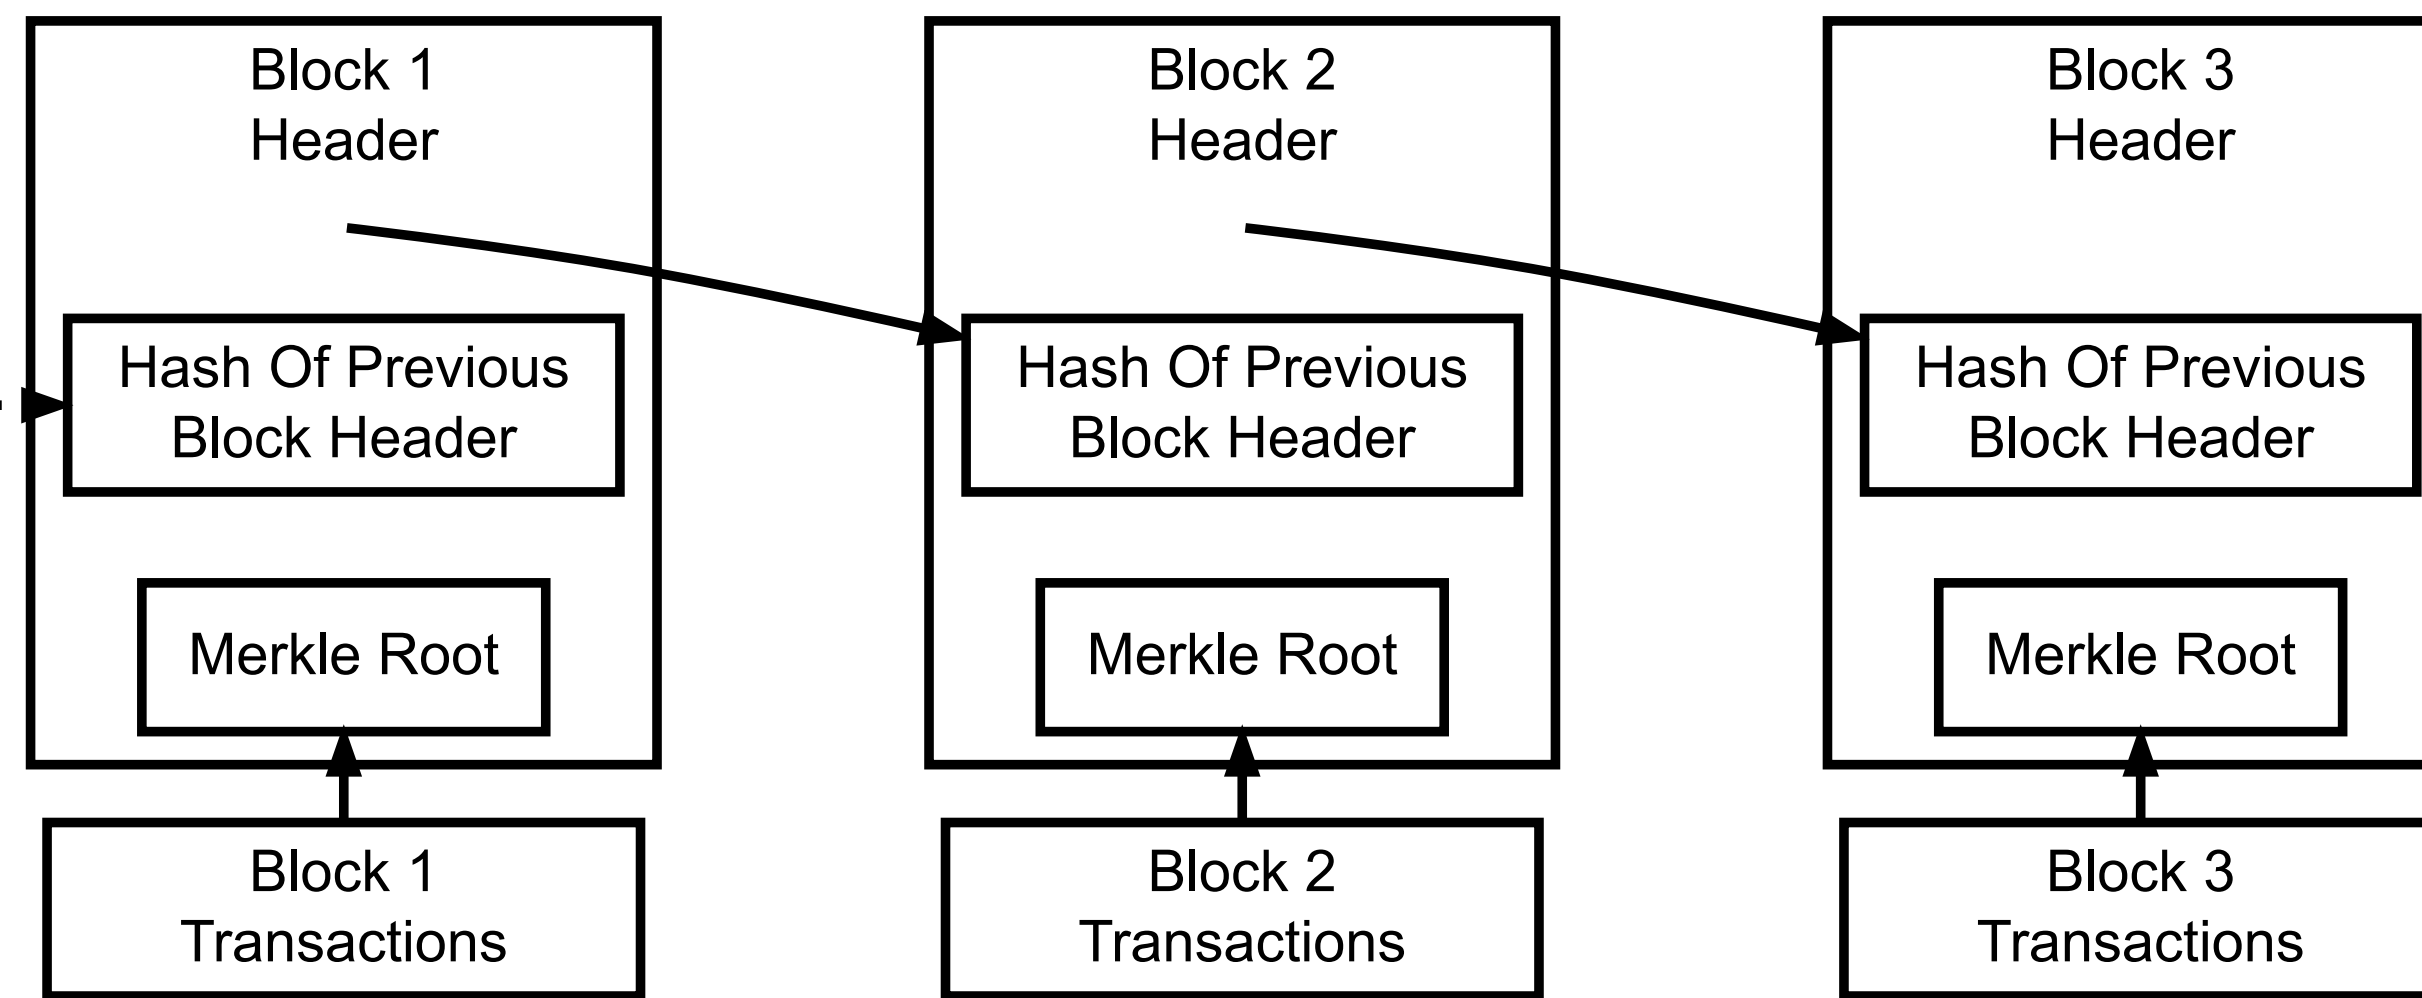 Block 1
Header
Hash Of Previous
Block Header
Merkle Root
Block 1
Transactions
Block 2
Header
Hash Of Previous
Block Header
Merkle Root
Block 2
Transactions
Block 3
Header
Hash Of Previous
Block Header
Merkle Root
Block 3
Transactions